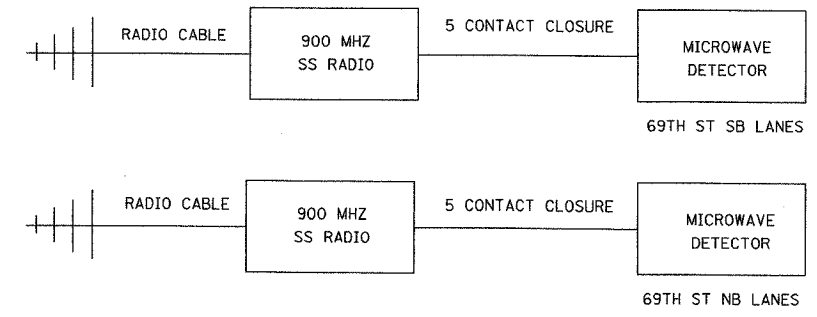 RADIO CABLE
900 MHZ
SS RADIO
5 CONTACT CLOSURE
MICROWAVE
DETECTOR
69TH ST SB LANES
RADIO CABLE
900 MHZ
SS RADIO
5 CONTACT CLOSURE
MICROWAVE
DETECTOR
69TH ST NB LANES